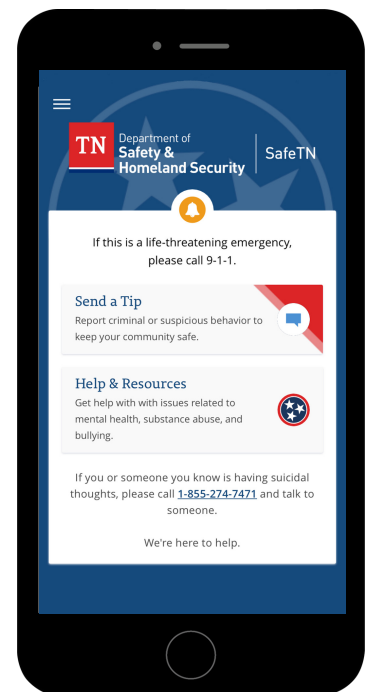 TN
Department of
Safety &
Homeland Security
SafeTN
If this is a life-threatening emergency,
please call 9-1-1.
Send a Tip
Report criminal or suspicious behavior to
keep your community safe.
Help & Resources
Get help with with issues related to
mental health, substance abuse, and
bullying.
If you or someone you know is having suicidal
thoughts, please call 1-855-274-7471 and talk to
someone.
We're here to help.